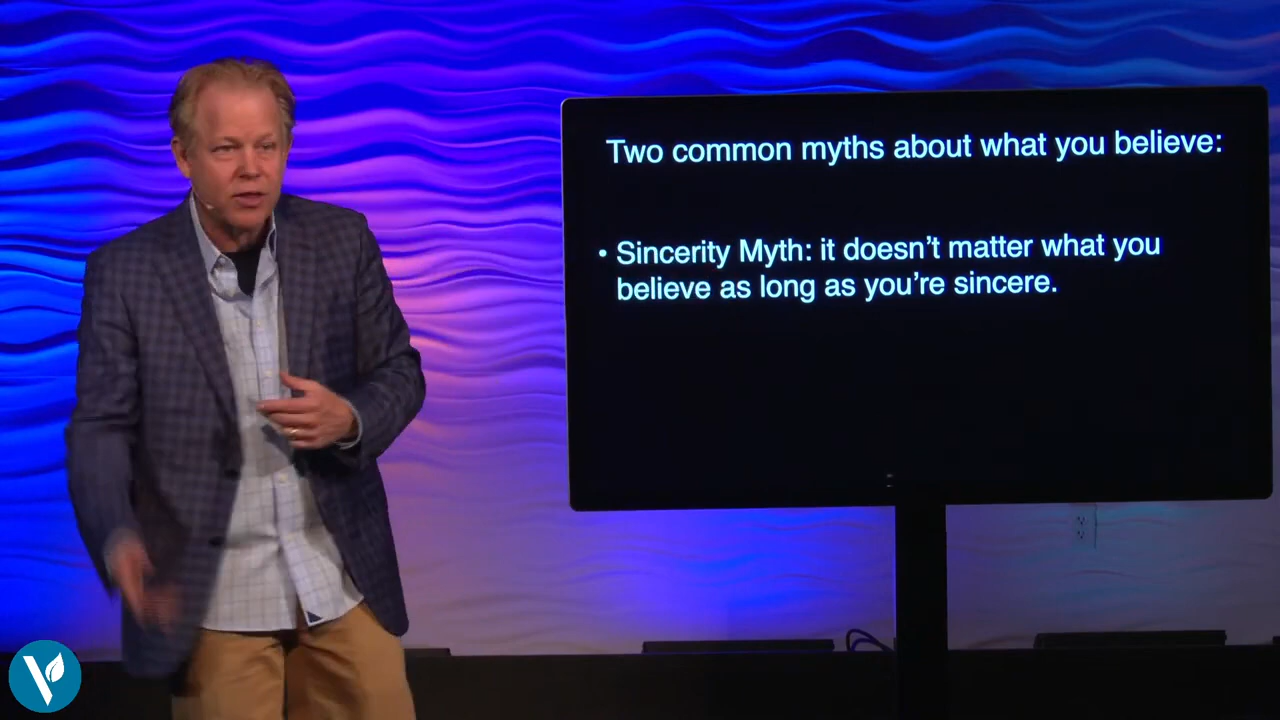 Two common myths about what you believe:
• Sincerity Myth: it doesn't matter what you
believe as long as you're sincere.